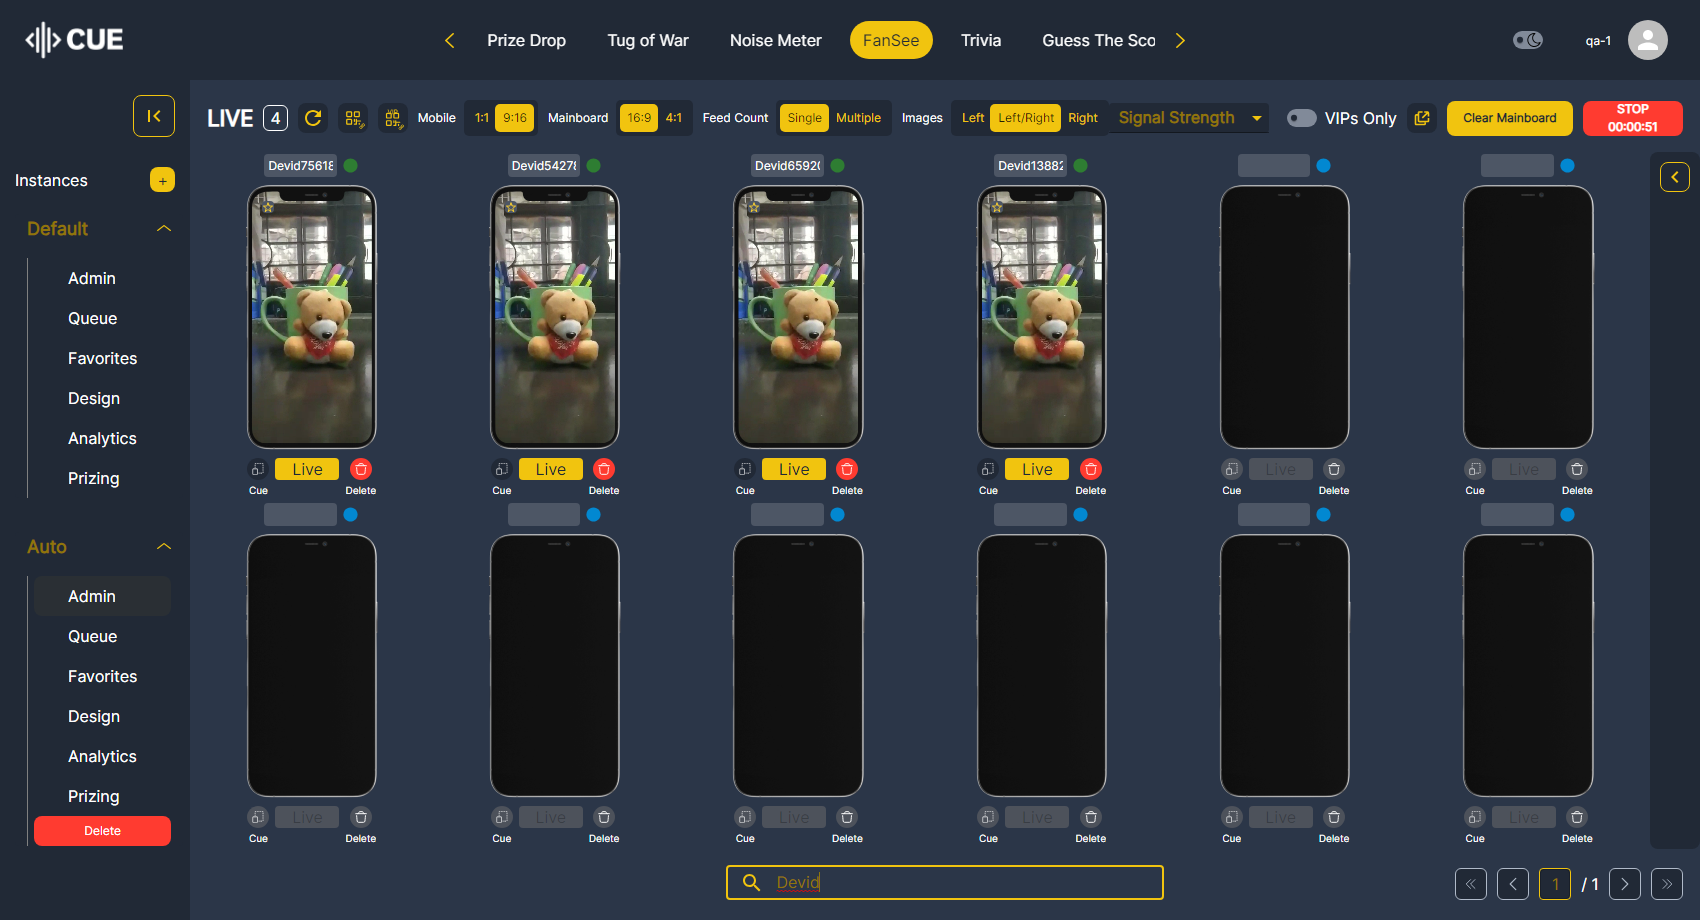 CUE
Prize Drop
Tug of War
Noise Meter
FanSee
Trivia
Guess The Sco
qa-1
LIVE 4
Mobile 1:1 9:16
Mainboard 16:9 4:1
Feed Count Single Multiple
Images Left Left/Right Right
Signal Strength
VIPs Only
Clear Mainboard
STOP
00:00:51
Instances +
Default
Admin
Queue
Favorites
Design
Analytics
Prizing
Auto
Admin
Queue
Favorites
Design
Analytics
Prizing
Delete
Devid75618 Devid54278 Devid6592 Devid13882
Live Live Live Live Live Live
Cue Delete Cue Delete Cue Delete Cue Delete Cue Delete Cue Delete
Live Live Live Live Live Live
Cue Delete Cue Delete Cue Delete Cue Delete Cue Delete Cue Delete
Devid
1 / 1